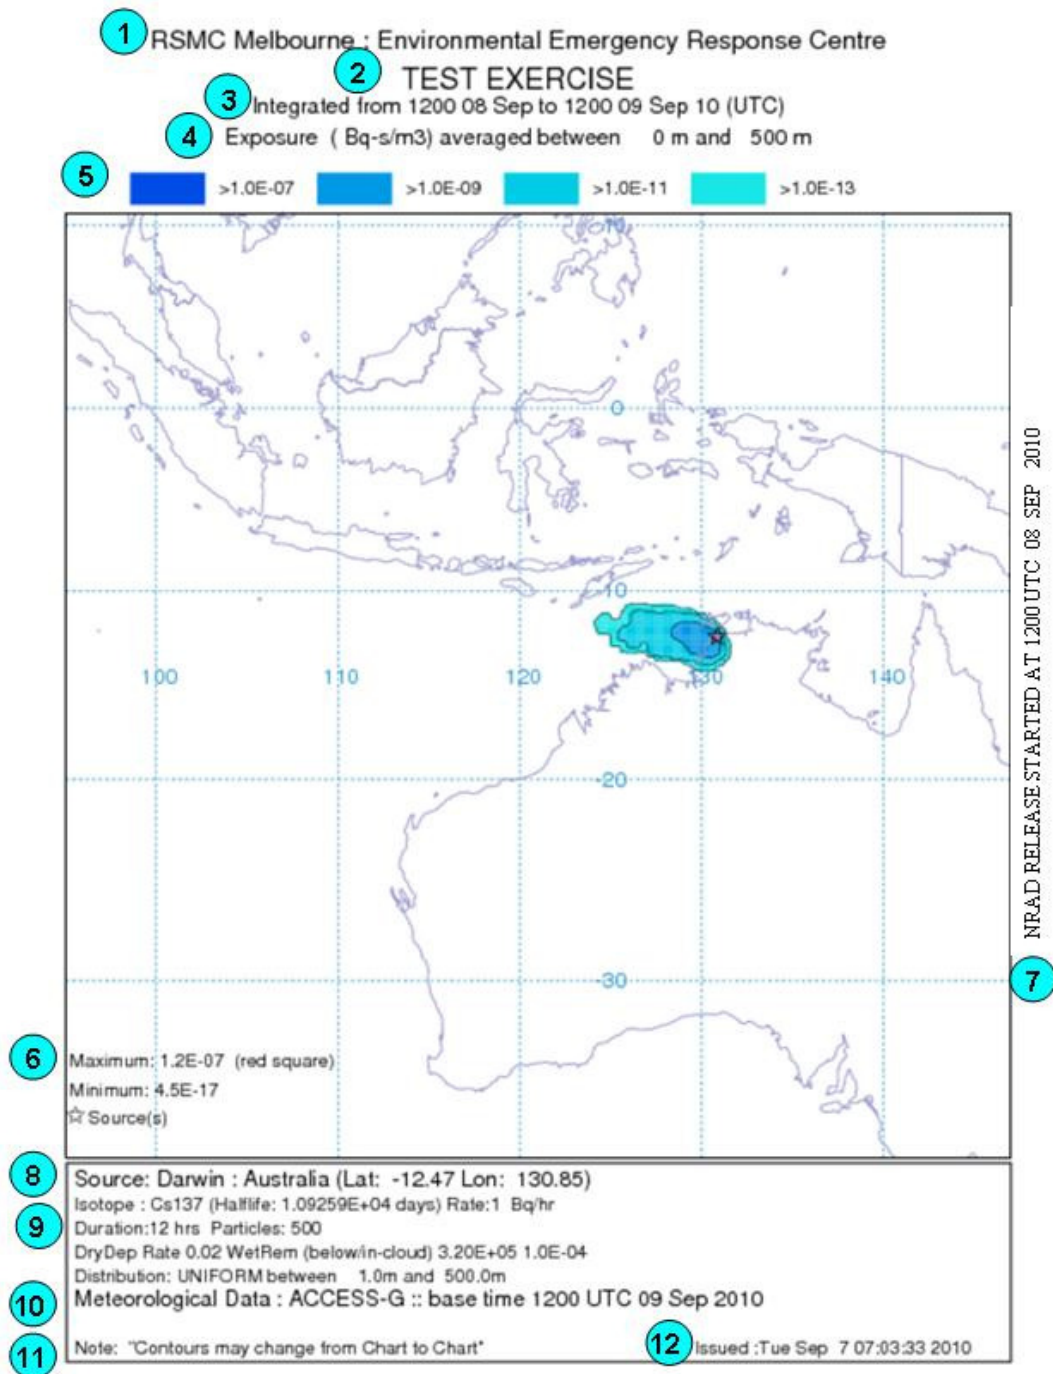 1 RSMC Melbourne : Environmental Emergency Response Centre
2 TEST EXERCISE
3 Integrated from 1200 08 Sep to 1200 09 Sep 10 (UTC)
4 Exposure ( Bq-s/m3) averaged between 0 m and 500 m
5 >1.0E-07 >1.0E-09 >1.0E-11 >1.0E-13
10
0
-10
100 110 120 130 140
-20
-30
NRAD RELEASE STARTED AT 1200 UTC 08 SEP 2010
7
6 Maximum: 1.2E-07 (red square)
Minimum: 4.5E-17
Source(s)
8 Source: Darwin : Australia (Lat: -12.47 Lon: 130.85)
Isotope : Cs137 (Halflife: 1.09259E+04 days) Rate:1 Bq/hr
9 Duration:12 hrs Particles: 500
DryDep Rate 0.02 WetRem (below/in-cloud) 3.20E+05 1.0E-04
Distribution: UNIFORM between 1.0m and 500.0m
10 Meteorological Data : ACCESS-G :: base time 1200 UTC 09 Sep 2010
11 Note: "Contours may change from Chart to Chart" 12 Issued :Tue Sep 7 07:03:33 2010